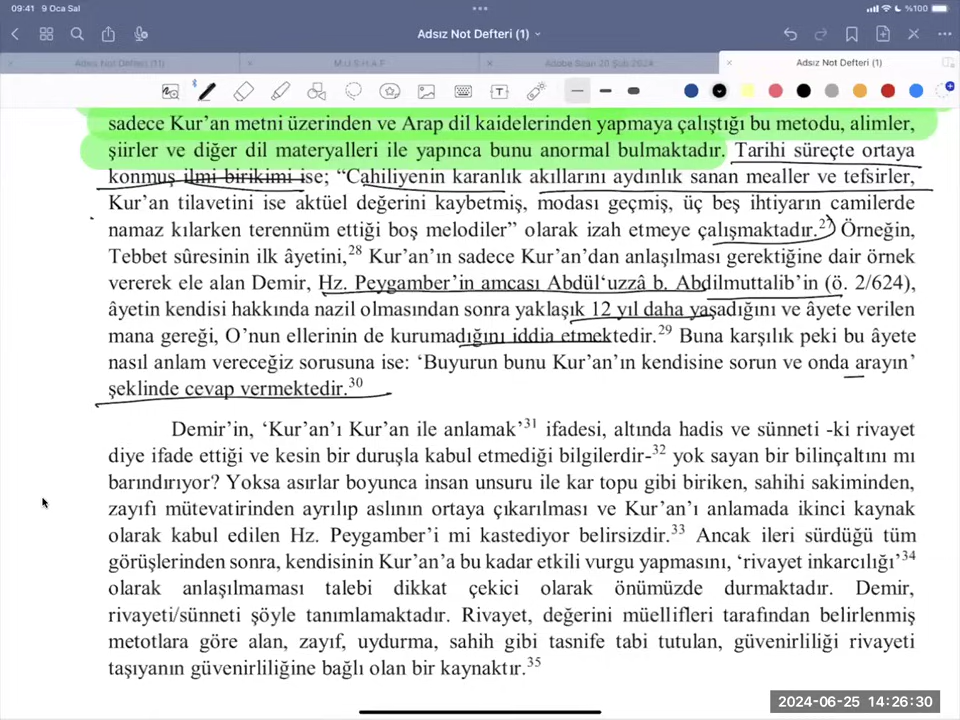 09:41 9 Oca Sal
%100
Adsız Not Defteri (1)
Adsız Not Defteri (11)
M.U.S.H.A.F
Adobe Scan 20 Şub 2024
Adsız Not Defteri (1)
sadece Kur’an metni üzerinden ve Arap dil kaidelerinden yapmaya çalıştığı bu metodu, alimler,
şiirler ve diğer dil materyalleri ile yapınca bunu anormal bulmaktadır. Tarihi süreçte ortaya
konmuş ilmi birikimi ise; “Cahiliyenin karanlık akıllarını aydınlık sanan mealler ve tefsirler,
Kur’an tilavetini ise aktüel değerini kaybetmiş, modası geçmiş, üç beş ihtiyarın camilerde
namaz kılarken terennüm ettiği boş melodiler” olarak izah etmeye çalışmaktadır.27 Örneğin,
Tebbet sûresinin ilk âyetini,28 Kur’an’ın sadece Kur’an’dan anlaşılması gerektiğine dair örnek
vererek ele alan Demir, Hz. Peygamber’in amcası Abdül‘uzzâ b. Abdilmuttalib’in (ö. 2/624),
âyetin kendisi hakkında nazil olmasından sonra yaklaşık 12 yıl daha yaşadığını ve âyete verilen
mana gereği, O’nun ellerinin de kurumadığını iddia etmektedir.29 Buna karşılık peki bu âyete
nasıl anlam vereceğiz sorusuna ise: ‘Buyurun bunu Kur’an’ın kendisine sorun ve onda arayın’
şeklinde cevap vermektedir.30
Demir’in, ‘Kur’an’ı Kur’an ile anlamak’31 ifadesi, altında hadis ve sünneti -ki rivayet
diye ifade ettiği ve kesin bir duruşla kabul etmediği bilgilerdir-32 yok sayan bir bilinçaltını mı
barındırıyor? Yoksa asırlar boyunca insan unsuru ile kar topu gibi biriken, sahihi sakiminden,
zayıfı mütevatirinden ayrılıp aslının ortaya çıkarılması ve Kur’an’ı anlamada ikinci kaynak
olarak kabul edilen Hz. Peygamber’i mi kastediyor belirsizdir.33 Ancak ileri sürdüğü tüm
görüşlerinden sonra, kendisinin Kur’an’a bu kadar etkili vurgu yapmasını, ‘rivayet inkarcılığı’34
olarak anlaşılmaması talebi dikkat çekici olarak önümüzde durmaktadır. Demir,
rivayeti/sünneti şöyle tanımlamaktadır. Rivayet, değerini müellifleri tarafından belirlenmiş
metotlara göre alan, zayıf, uydurma, sahih gibi tasnife tabi tutulan, güvenirliliği rivayeti
taşıyanın güvenirliliğine bağlı olan bir kaynaktır.35
2024-06-25 14:26:30